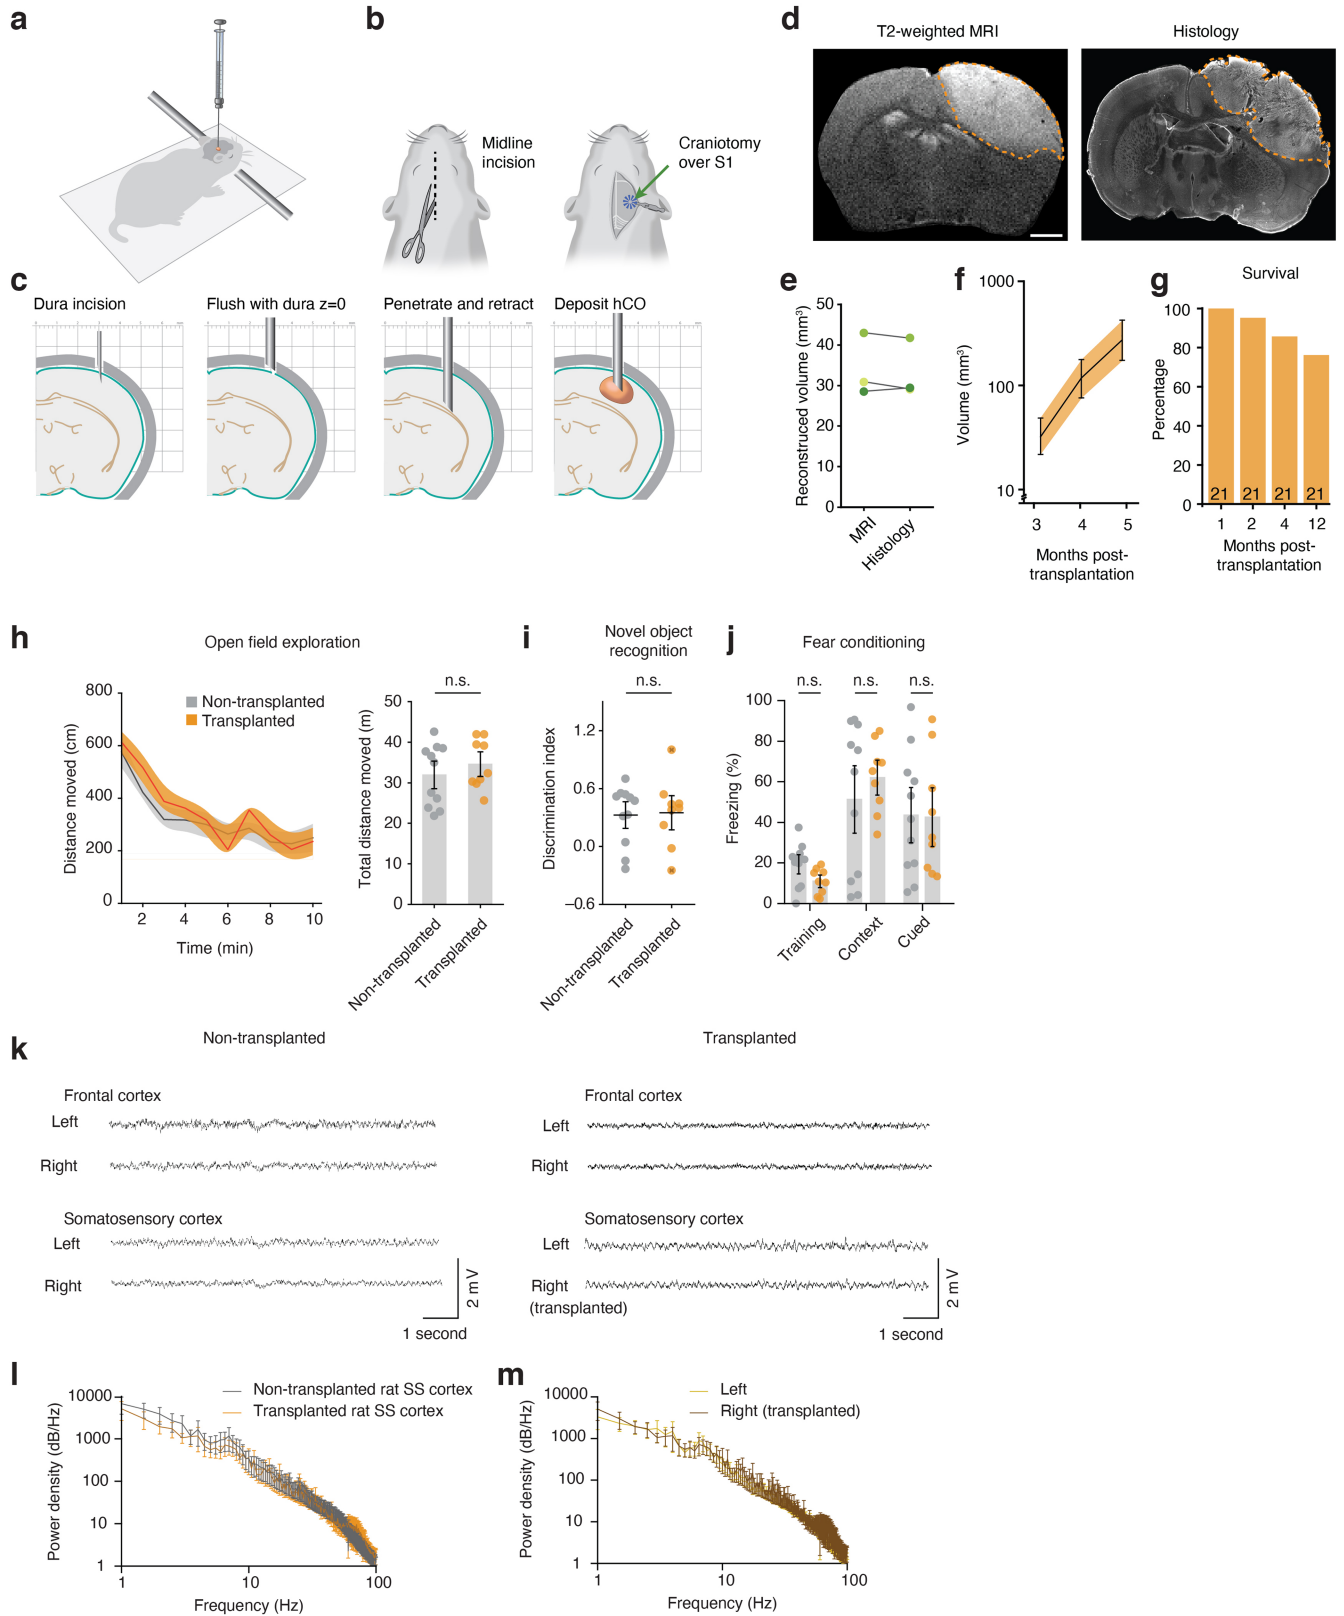 a
b
Midline
incision
Craniotomy
over S1
c
Dura incision
Flush with dura z=0
Penetrate and retract
Deposit hCO
d
T2-weighted MRI
Histology
e
Reconstruced volume (mm³)
50
40
30
20
10
0
MRI
Histology
f
Volume (mm³)
1000
100
10
3 4 5
Months post-
transplantation
g
Survival
Percentage
100
80
60
40
20
0
21 21 21 21
1 2 4 12
Months post-
transplantation
h
Open field exploration
Distance moved (cm)
800
600
400
200
0
Non-transplanted
Transplanted
2 4 6 8 10
Time (min)
n.s.
Total distance moved (m)
50
40
30
20
10
0
Non-transplanted
Transplanted
i
Novel object
recognition
n.s.
Discrimination index
1.2
0.6
0.0
–0.6
Non-transplanted
Transplanted
j
Fear conditioning
n.s. n.s. n.s.
Freezing (%)
100
80
60
40
20
0
Training
Context
Cued
k
Non-transplanted
Frontal cortex
Left
Right
Somatosensory cortex
Left
Right
2 mV
1 second
Transplanted
Frontal cortex
Left
Right
Somatosensory cortex
Left
Right
(transplanted)
2 mV
1 second
l
Power density (dB/Hz)
10000
1000
100
10
1
Non-transplanted rat SS cortex
Transplanted rat SS cortex
1 10 100
Frequency (Hz)
m
Power density (dB/Hz)
10000
1000
100
10
1
Left
Right (transplanted)
1 10 100
Frequency (Hz)